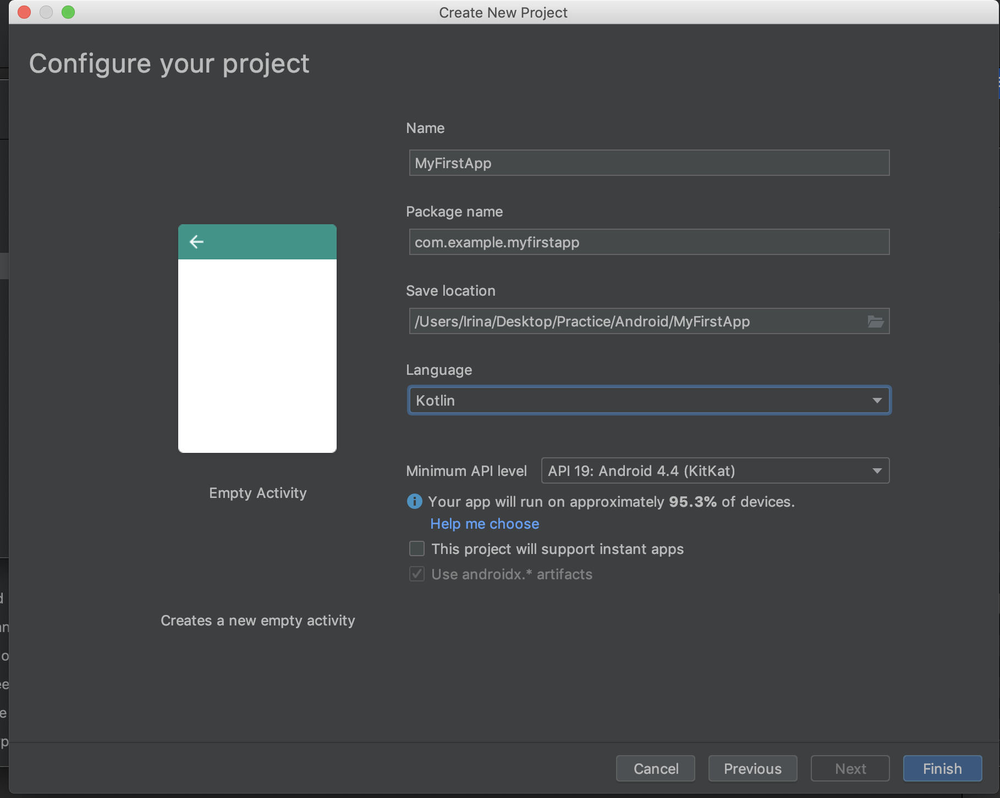 Create New Project
Configure your project
Name
MyFirstApp
Package name
com.example.myfirstapp
Save location
/Users/Irina/Desktop/Practice/Android/MyFirstApp
Language
Kotlin
Minimum API level API 19: Android 4.4 (KitKat)
Your app will run on approximately 95.3% of devices.
Help me choose
This project will support instant apps
Use androidx.* artifacts
Empty Activity
Creates a new empty activity
Cancel Previous Next Finish